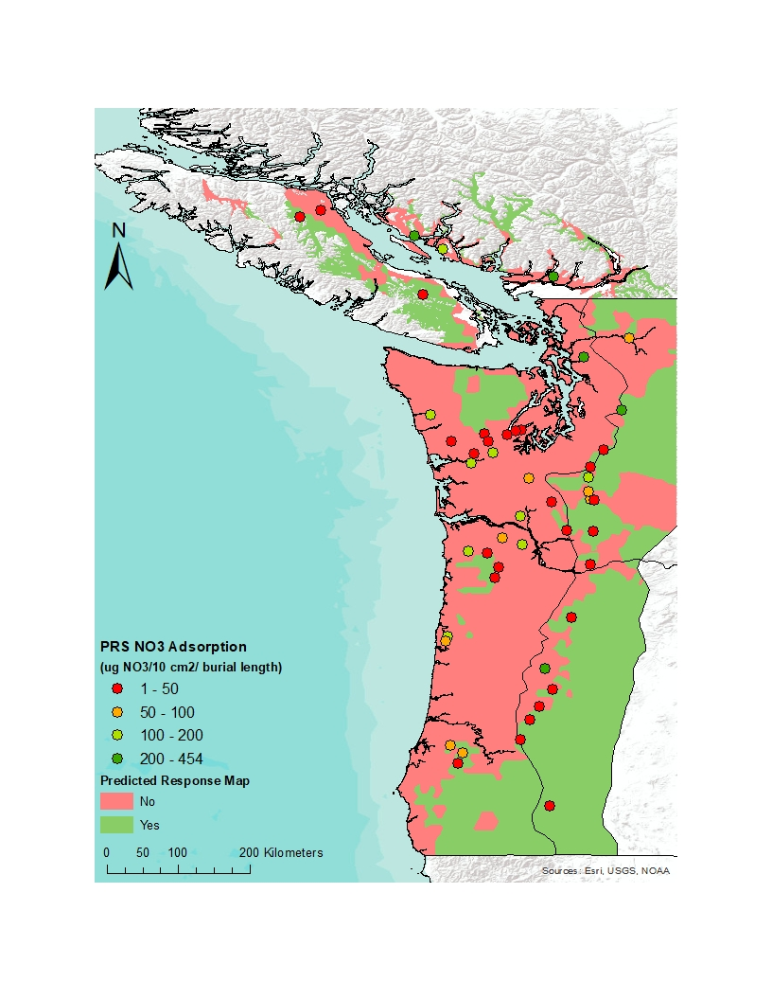 N
PRS NO3 Adsorption
(ug NO3/10 cm2/ burial length)
1 - 50
50 - 100
100 - 200
200 - 454
Predicted Response Map
No
Yes
0 50 100 200 Kilometers
Sources: Esri, USGS, NOAA